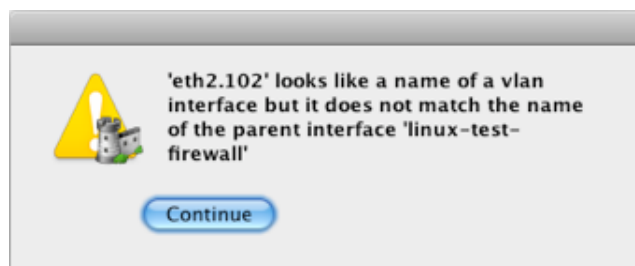 'eth2.102' looks like a name of a vlan
interface but it does not match the name
of the parent interface 'linux-test-
firewall'
Continue